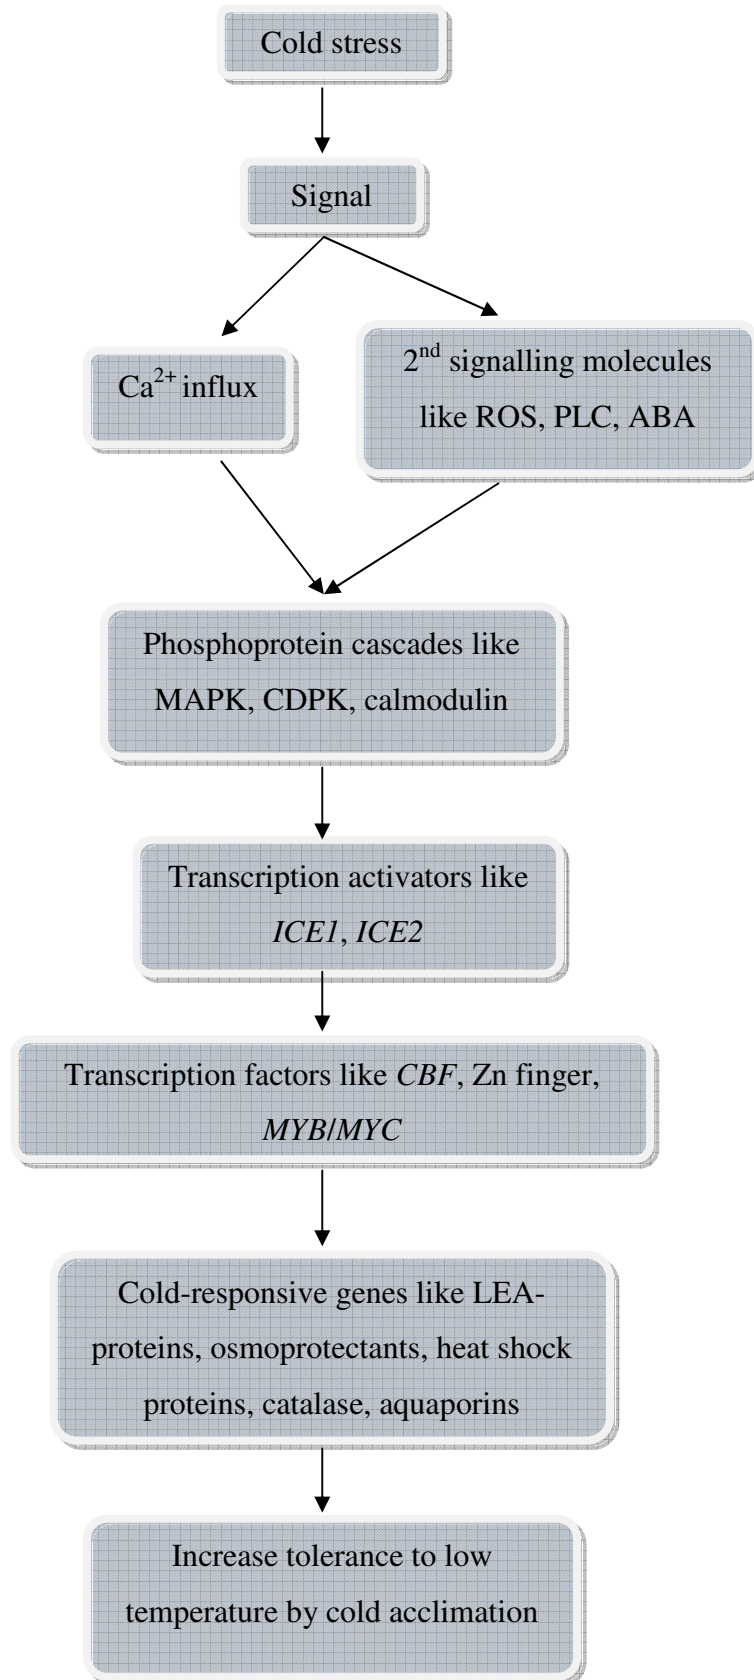 Cold stress
Signal
Ca²⁺ influx
2ⁿᵈ signalling molecules
like ROS, PLC, ABA
Phosphoprotein cascades like
MAPK, CDPK, calmodulin
Transcription activators like
ICE1, ICE2
Transcription factors like CBF, Zn finger,
MYB/MYC
Cold-responsive genes like LEA-
proteins, osmoprotectants, heat shock
proteins, catalase, aquaporins
Increase tolerance to low
temperature by cold acclimation